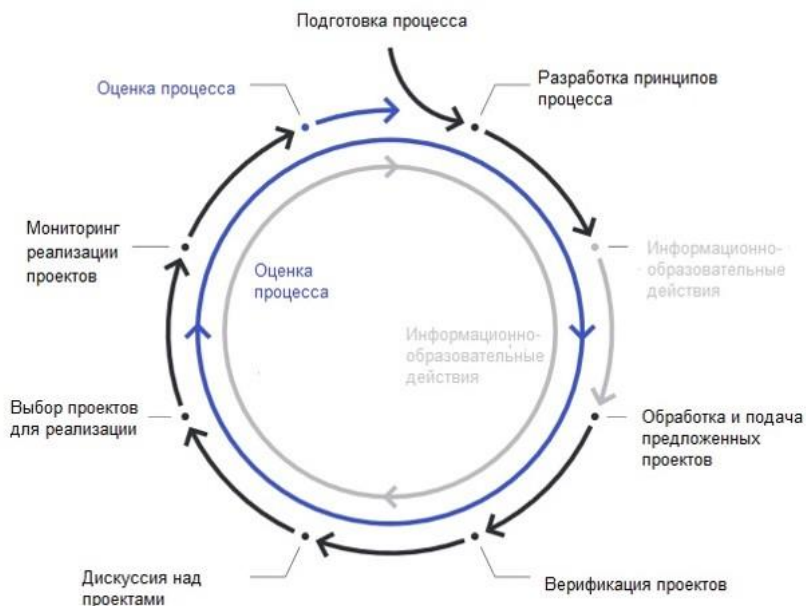 Подготовка процесса
Оценка процесса
Разработка принципов
процесса
Мониторинг
реализации
проектов
Оценка
процесса
Информационно-
образовательные
действия
Информационно-
образовательные
действия
Выбор проектов
для реализации
Обработка и подача
предложенных
проектов
Дискуссия над
проектами
Верификация проектов